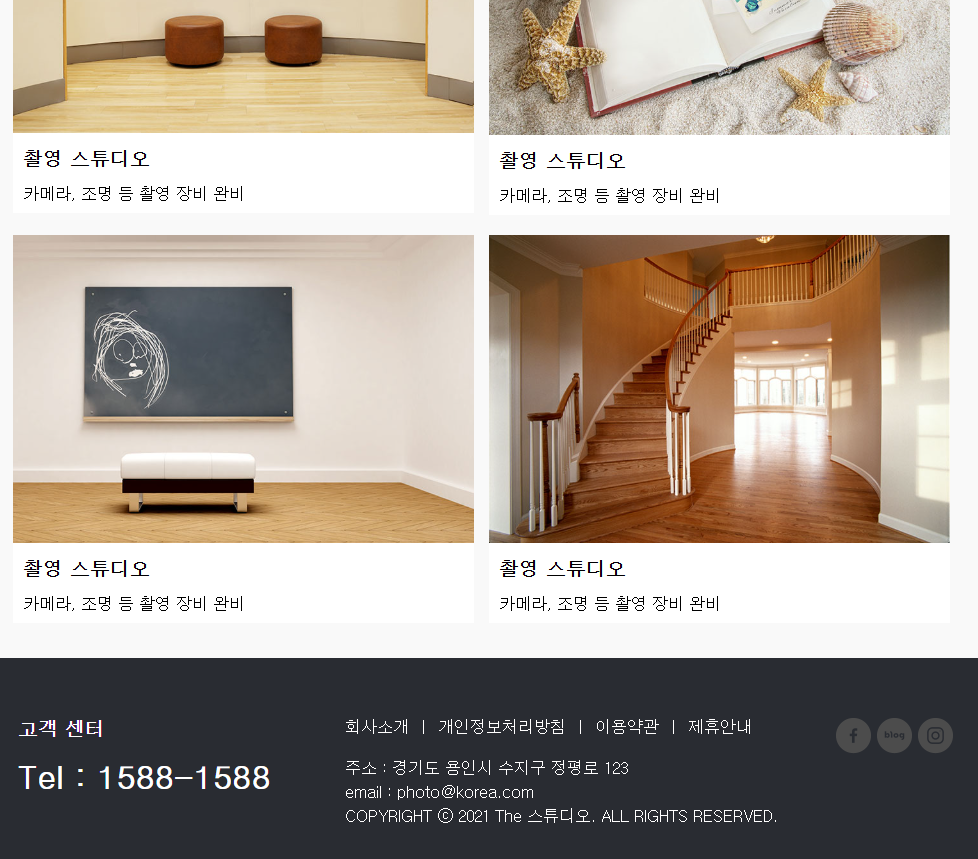 촬영 스튜디오
카메라, 조명 등 촬영 장비 완비
촬영 스튜디오
카메라, 조명 등 촬영 장비 완비
촬영 스튜디오
카메라, 조명 등 촬영 장비 완비
촬영 스튜디오
카메라, 조명 등 촬영 장비 완비
고객 센터
Tel : 1588-1588
회사소개 | 개인정보처리방침 | 이용약관 | 제휴안내
주소 : 경기도 용인시 수지구 정평로 123
email : photo@korea.com
COPYRIGHT ⓒ 2021 The 스튜디오. ALL RIGHTS RESERVED.
f
blog